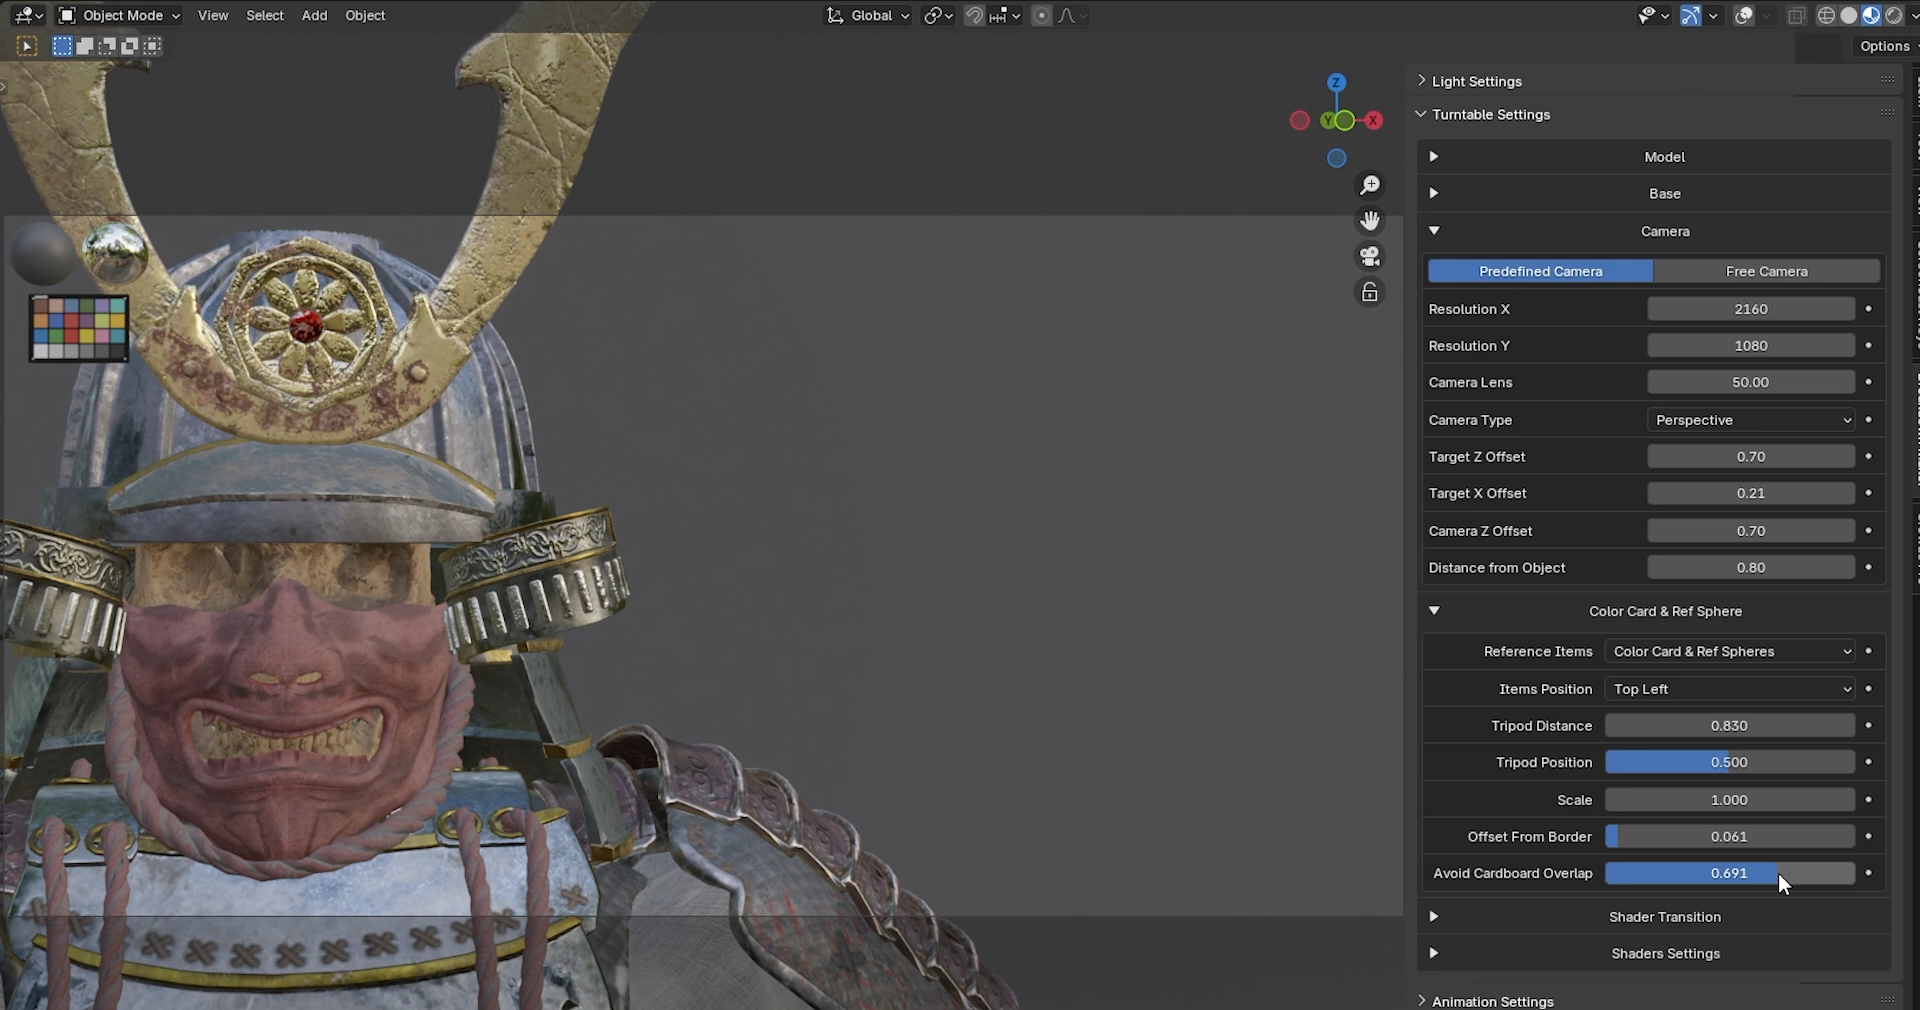 Object Mode View Select Add Object Global
Options
Light Settings
Turntable Settings
Z
Y X
Model
Base
Camera
Predefined Camera Free Camera
Resolution X 2160
Resolution Y 1080
Camera Lens 50.00
Camera Type Perspective
Target Z Offset 0.70
Target X Offset 0.21
Camera Z Offset 0.70
Distance from Object 0.80
Color Card & Ref Sphere
Reference Items Color Card & Ref Spheres
Items Position Top Left
Tripod Distance 0.830
Tripod Position 0.500
Scale 1.000
Offset From Border 0.061
Avoid Cardboard Overlap 0.691
Shader Transition
Shaders Settings
Animation Settings